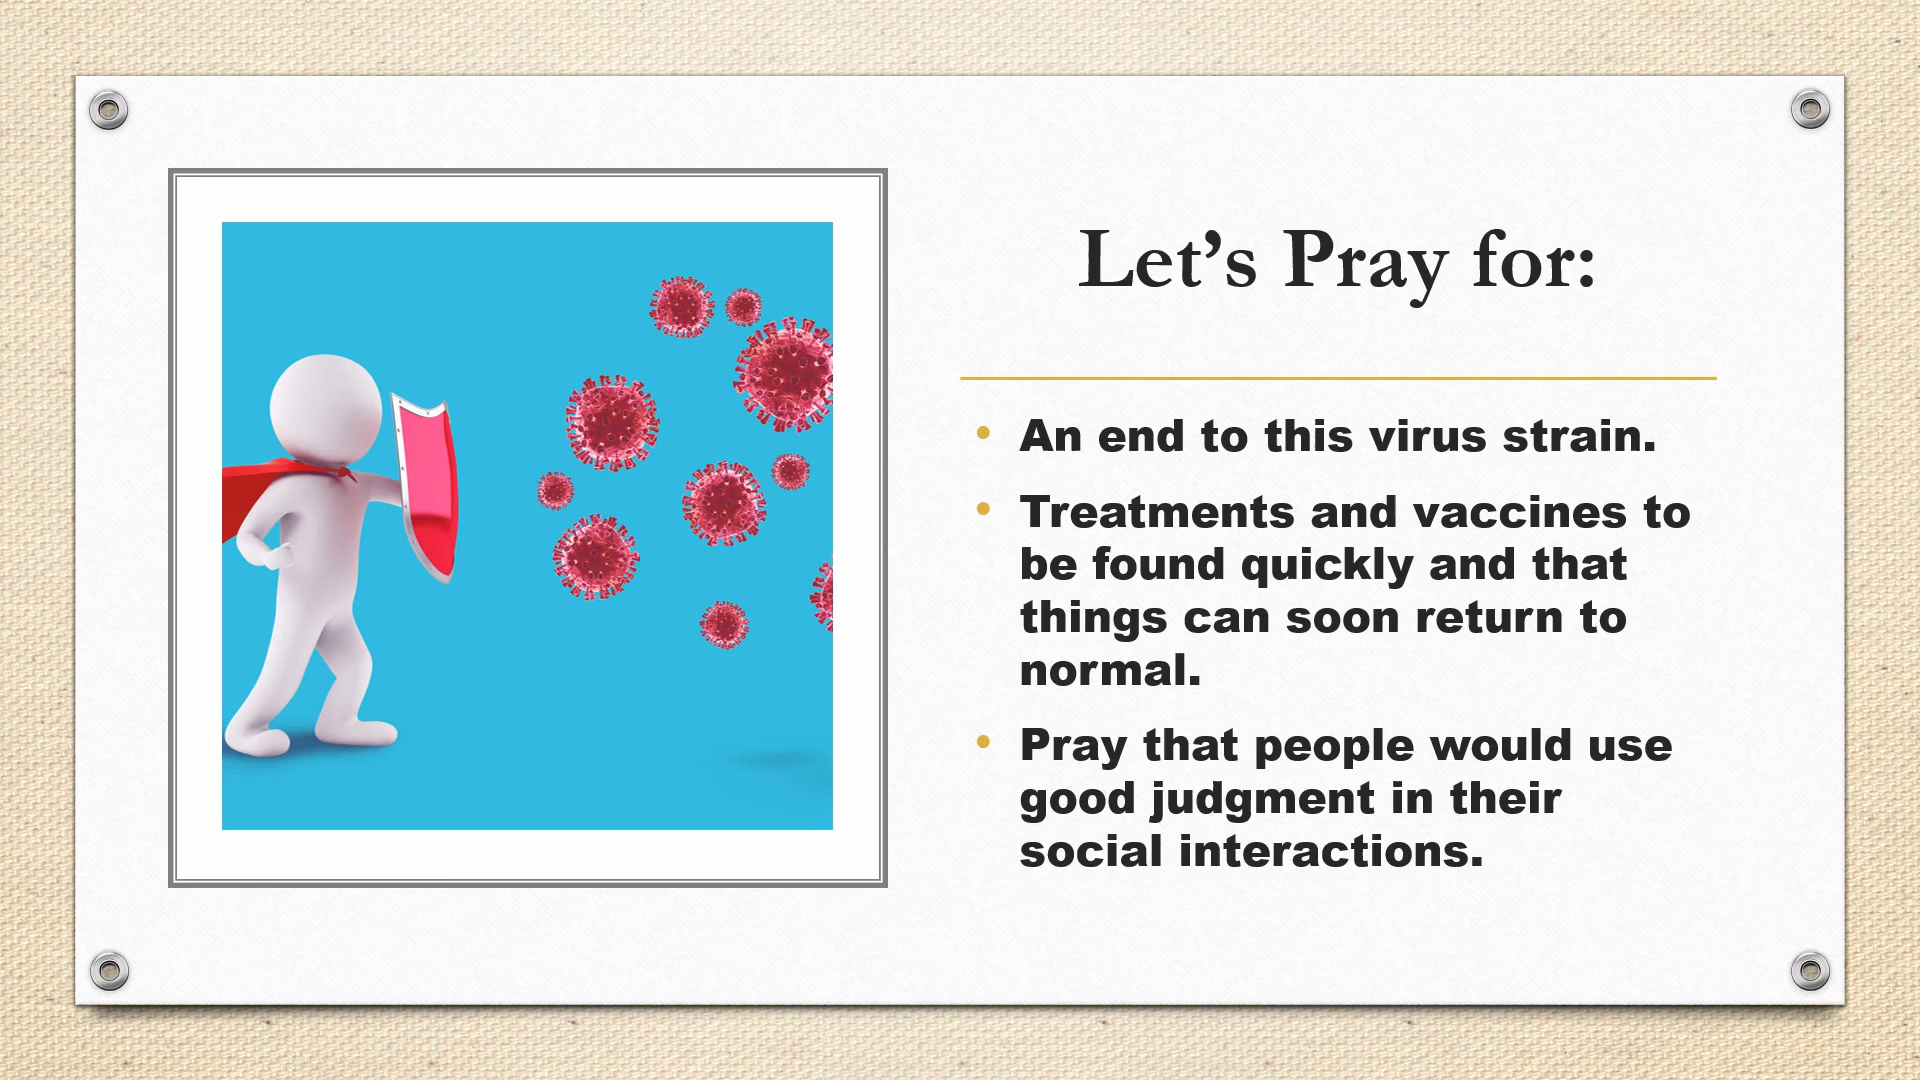 Let’s Pray for:
• An end to this virus strain.
• Treatments and vaccines to
be found quickly and that
things can soon return to
normal.
• Pray that people would use
good judgment in their
social interactions.